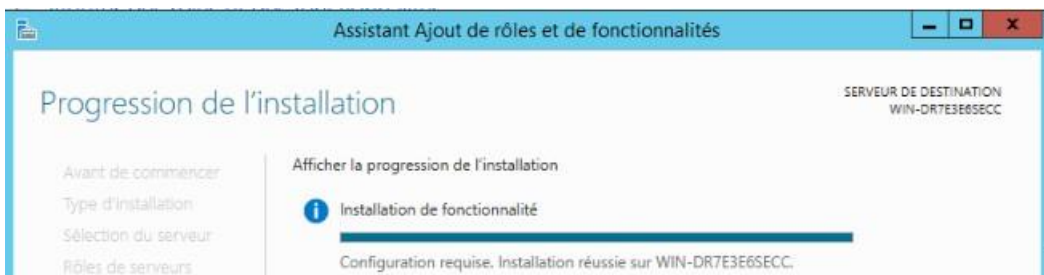 Assistant Ajout de rôles et de fonctionnalités
Progression de l'installation
SERVEUR DE DESTINATION
WIN-DR7E3E6SECC
Avant de commencer
Type d'installation
Sélection du serveur
Rôles de serveurs
Afficher la progression de l'installation
Installation de fonctionnalité
Configuration requise. Installation réussie sur WIN-DR7E3E6SECC.